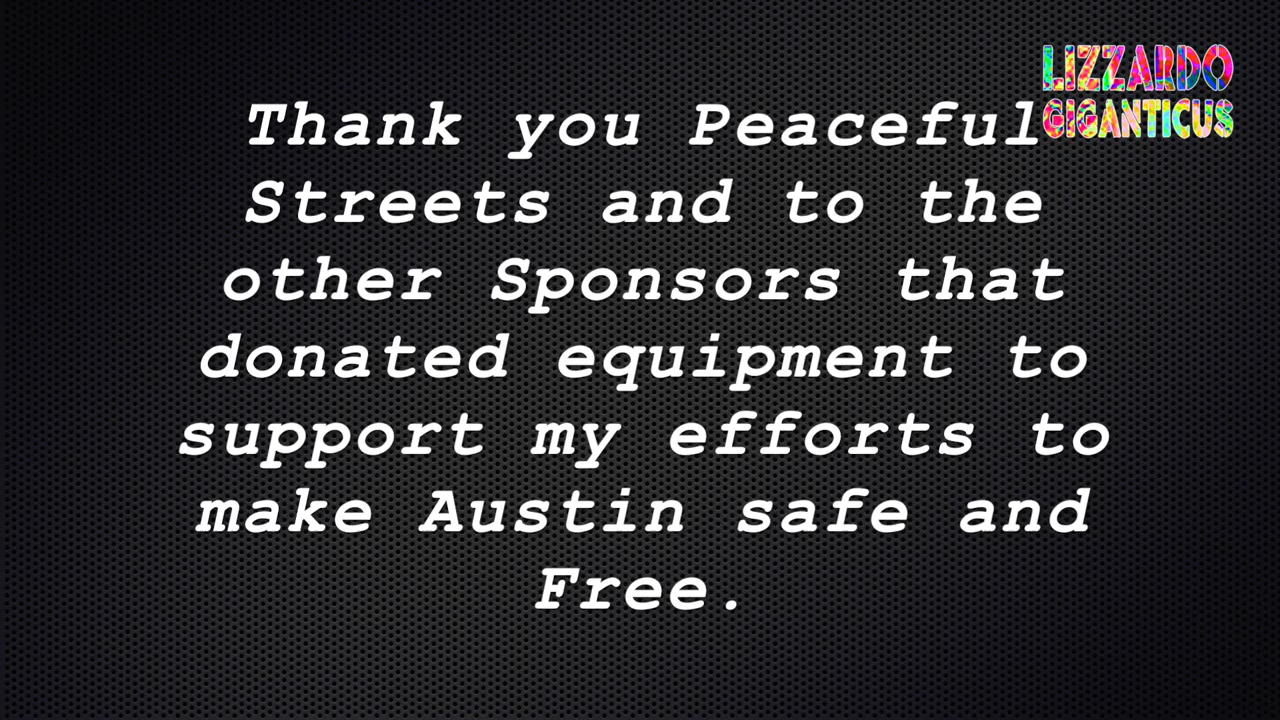 LIZZARDO
GIGANTICUS
Thank you Peaceful
Streets and to the
other Sponsors that
donated equipment to
support my efforts to
make Austin safe and
Free.